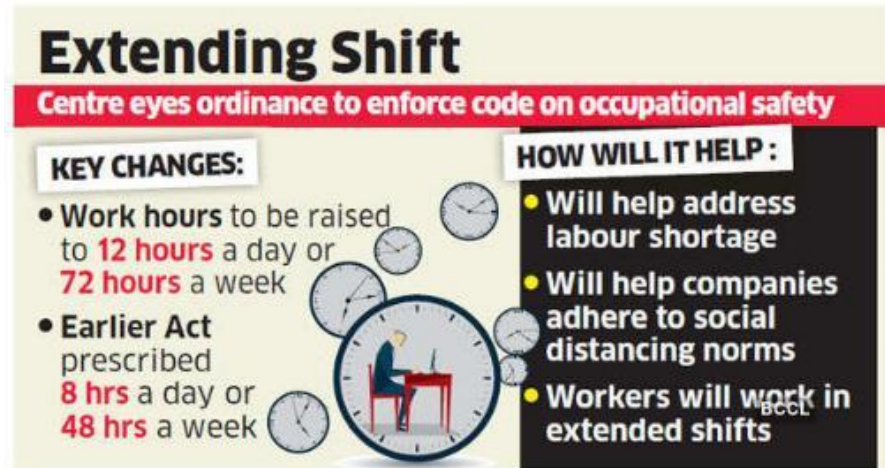 Extending Shift
Centre eyes ordinance to enforce code on occupational safety
KEY CHANGES:
• Work hours to be raised
to 12 hours a day or
72 hours a week
• Earlier Act
prescribed
8 hrs a day or
48 hrs a week
HOW WILL IT HELP :
• Will help address
labour shortage
• Will help companies
adhere to social
distancing norms
• Workers will work in
extended shifts
BCCL